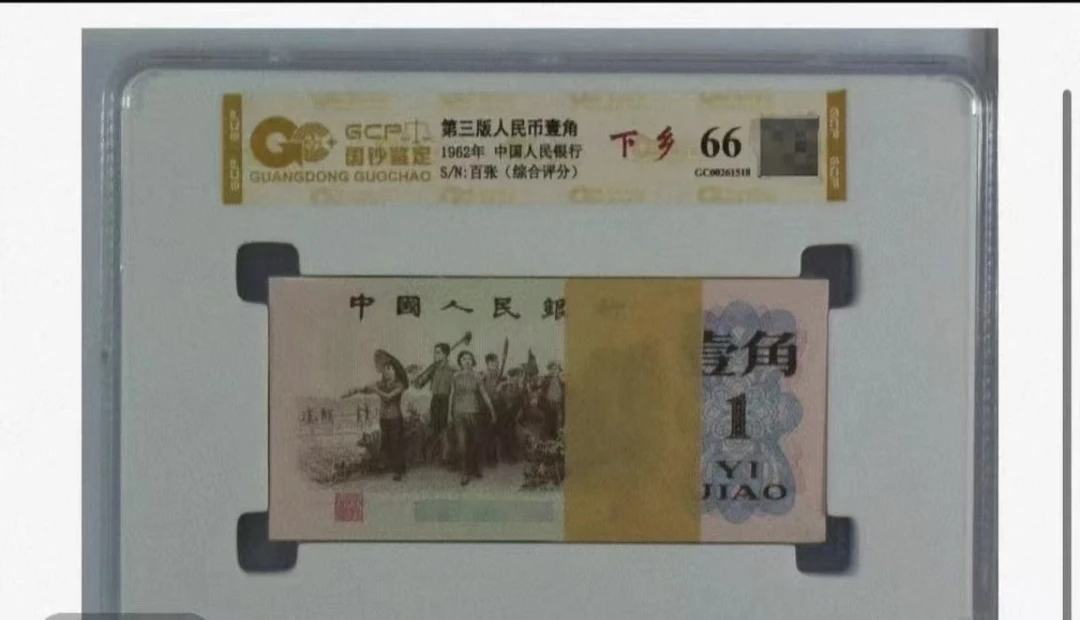 GCP
国钞鉴定
GUANGDONG GUOCHAO
第三版人民币壹角
1962年 中国人民银行
S/N:百张（综合评分）
下乡
66
GC00261518
中國人民銀
壹角
1
YI
JIAO